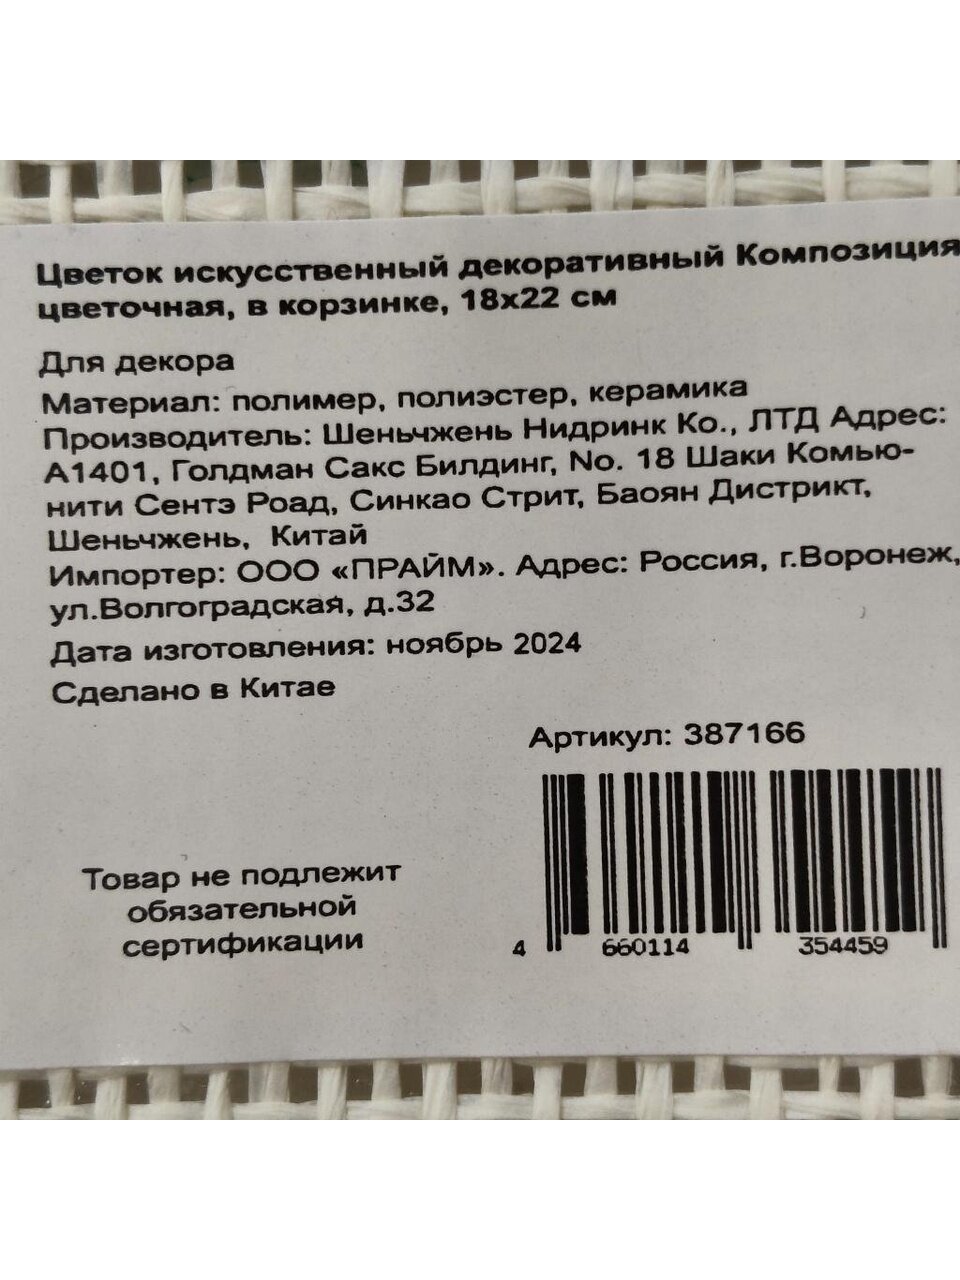 Цветок искусственный декоративный Композиция
цветочная, в корзинке, 18х22 см
Для декора
Материал: полимер, полиэстер, керамика
Производитель: Шеньчжень Нидринк Ко., ЛТД Адрес:
А1401, Голдман Сакс Билдинг, No. 18 Шаки Комью-
нити Сентэ Роад, Синкао Стрит, Баоян Дистрикт,
Шеньчжень, Китай
Импортер: ООО «ПРАЙМ». Адрес: Россия, г.Воронеж,
ул.Волгоградская, д.32
Дата изготовления: ноябрь 2024
Сделано в Китае
Артикул: 387166
Товар не подлежит
обязательной
сертификации
4 660114 354459